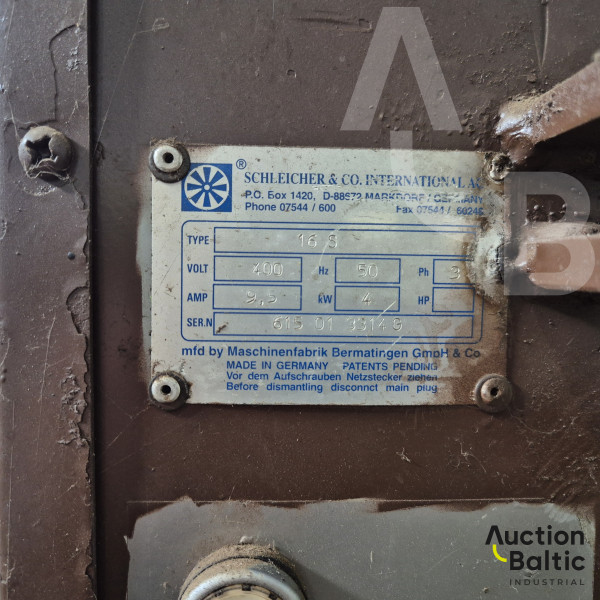 ®
SCHLEICHER & CO. INTERNATIONAL AG
P.O. Box 1420, D-88672 MARKDORF / GERMANY
Phone 07544 / 600 Fax 07544 / 60248
TYPE 16 S
VOLT 400 Hz 50 Ph 3
AMP 9,5 kW 4 HP
SER.N 615 01 3314 G
mfd by Maschinenfabrik Bermatingen GmbH & Co
MADE IN GERMANY PATENTS PENDING
Vor dem Aufschrauben Netzstecker ziehen
Before dismantling disconnct main plug
A
B
Auction
Baltic
INDUSTRIAL